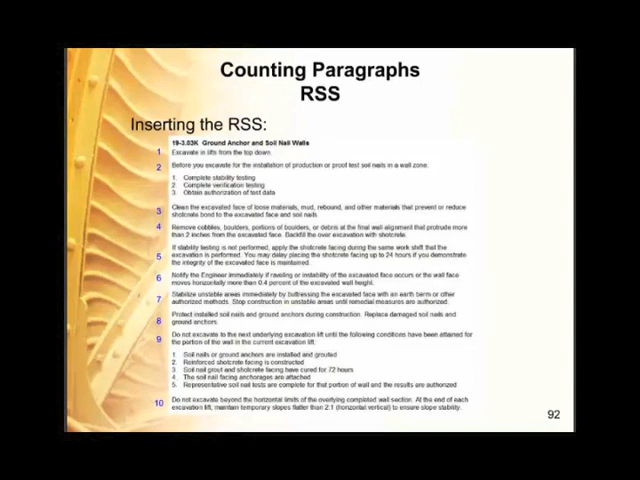 Counting Paragraphs
RSS
Inserting the RSS:
19-3.03K Ground Anchor and Soil Nail Walls
1 Excavate in lifts from the top down.
2 Before you excavate for the installation of production or proof test soil nails in a wall zone:
1. Complete stability testing
2. Complete verification testing
3. Obtain authorization of test data
3 Clean the excavated face of loose materials, mud, rebound, and other materials that prevent or reduce
shotcrete bond to the excavated face and soil nails.
4 Remove cobbles, boulders, portions of boulders, or debris at the final wall alignment that protrude more
than 2 inches from the excavated face. Backfill the over excavation with shotcrete.
5 If stability testing is not performed, apply the shotcrete facing during the same work shift that the
excavation is performed. You may delay placing the shotcrete facing up to 24 hours if you demonstrate
the integrity of the excavated face is maintained.
6 Notify the Engineer immediately if raveling or instability of the excavated face occurs or the wall face
moves horizontally more than 0.4 percent of the excavated wall height.
7 Stabilize unstable areas immediately by buttressing the excavated face with an earth berm or other
authorized methods. Stop construction in unstable areas until remedial measures are authorized.
8 Protect installed soil nails and ground anchors during construction. Replace damaged soil nails and
ground anchors.
9 Do not excavate to the next underlying excavation lift until the following conditions have been attained for
the portion of the wall in the current excavation lift:
1. Soil nails or ground anchors are installed and grouted
2. Reinforced shotcrete facing is constructed
3. Soil nail grout and shotcrete facing have cured for 72 hours
4. The soil nail facing anchorages are attached
5. Representative soil nail tests are complete for that portion of wall and the results are authorized
10 Do not excavate beyond the horizontal limits of the overlying completed wall section. At the end of each
excavation lift, maintain temporary slopes flatter than 2:1 (horizontal:vertical) to ensure slope stability.
92